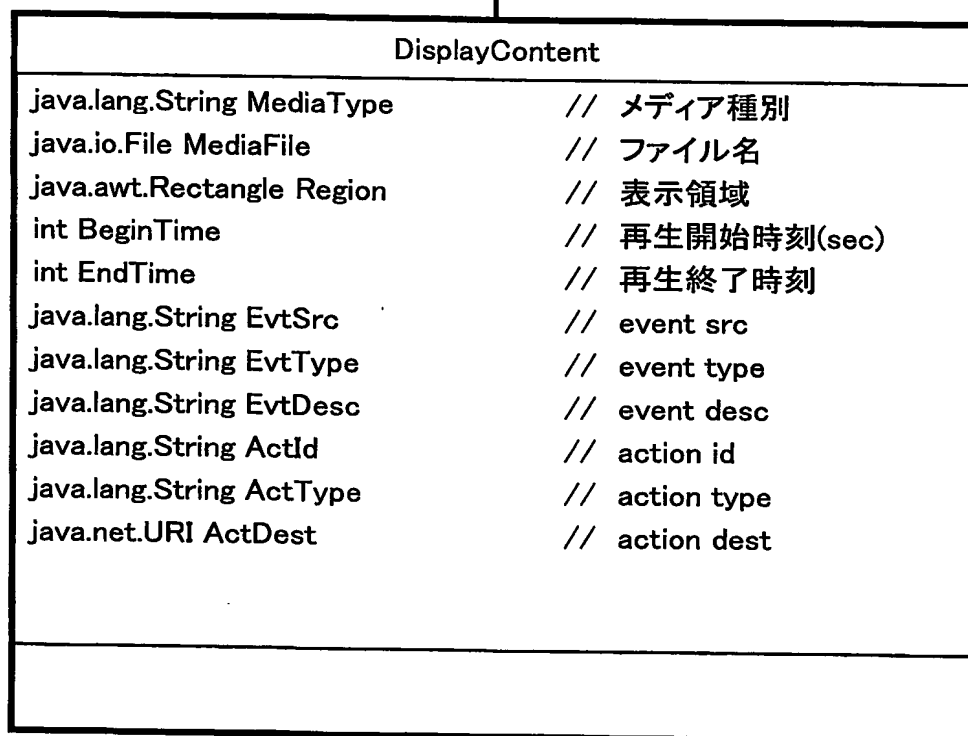 DisplayContent
java.lang.String MediaType // メディア種別
java.io.File MediaFile // ファイル名
java.awt.Rectangle Region // 表示領域
int BeginTime // 再生開始時刻(sec)
int EndTime // 再生終了時刻
java.lang.String EvtSrc // event src
java.lang.String EvtType // event type
java.lang.String EvtDesc // event desc
java.lang.String ActId // action id
java.lang.String ActType // action type
java.net.URI ActDest // action dest